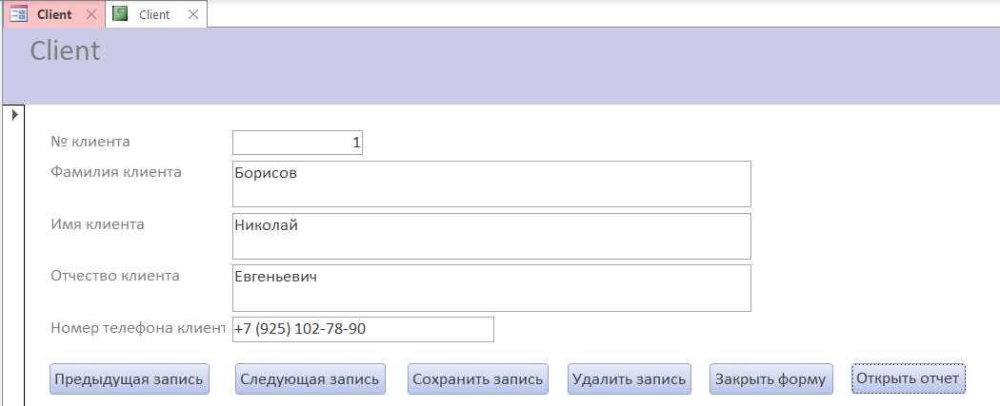 Client Client
Client
№ клиента 1
Фамилия клиента Борисов
Имя клиента Николай
Отчество клиента Евгеньевич
Номер телефона клиент +7 (925) 102-78-90
Предыдущая запись Следующая запись Сохранить запись Удалить запись Закрыть форму Открыть отчет